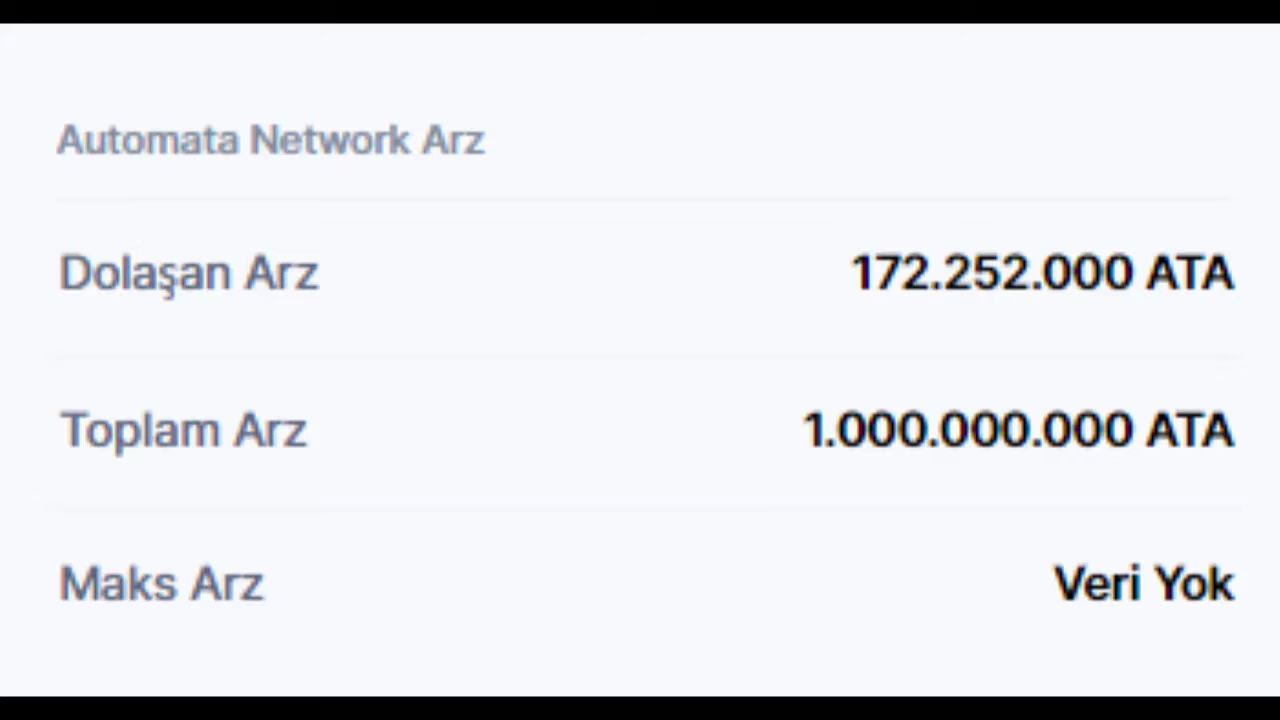 Automata Network Arz
Dolaşan Arz 172.252.000 ATA
Toplam Arz 1.000.000.000 ATA
Maks Arz Veri Yok